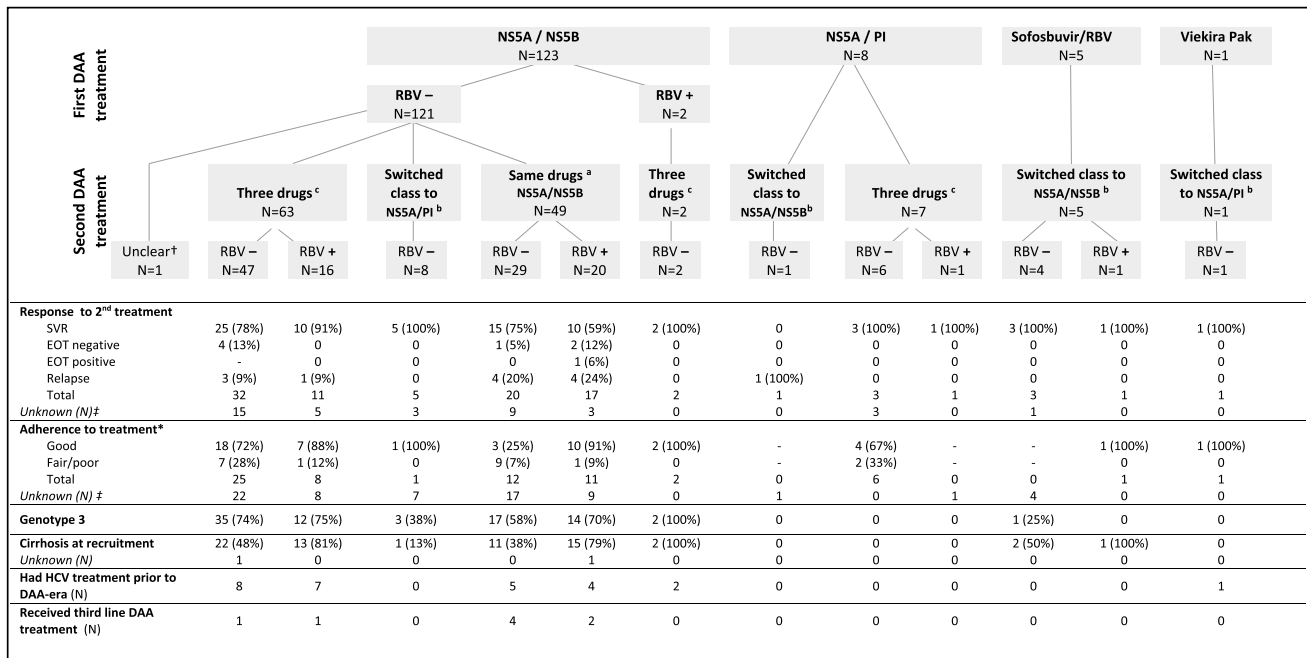 First DAA treatment
NS5A / NS5B
N=123
NS5A / PI
N=8
Sofosbuvir/RBV
N=5
Viekira Pak
N=1
RBV –
N=121
RBV +
N=2
Second DAA treatment
Unclear†
N=1
Three drugs c
N=63
Switched class to NS5A/PI b
Same drugs a
NS5A/NS5B
N=49
Three drugs c
N=2
Switched class to NS5A/NS5B b
Three drugs c
N=7
Switched class to NS5A/NS5B b
N=5
Switched class to NS5A/PI b
N=1
RBV – RBV + RBV – RBV – RBV + RBV – RBV – RBV – RBV + RBV – RBV + RBV –
N=47 N=16 N=8 N=29 N=20 N=2 N=1 N=6 N=1 N=4 N=1 N=1
Response to 2nd treatment
SVR 25 (78%) 10 (91%) 5 (100%) 15 (75%) 10 (59%) 2 (100%) 0 3 (100%) 1 (100%) 3 (100%) 1 (100%) 1 (100%)
EOT negative 4 (13%) 0 0 1 (5%) 2 (12%) 0 0 0 0 0 0 0
EOT positive - 0 0 0 1 (6%) 0 0 0 0 0 0 0
Relapse 3 (9%) 1 (9%) 0 4 (20%) 4 (24%) 0 1 (100%) 0 0 0 0 0
Total 32 11 5 20 17 2 1 3 1 3 1 1
Unknown (N)‡ 15 5 3 9 3 0 0 3 0 1 0 0
Adherence to treatment*
Good 18 (72%) 7 (88%) 1 (100%) 3 (25%) 10 (91%) 2 (100%) - 4 (67%) - - 1 (100%) 1 (100%)
Fair/poor 7 (28%) 1 (12%) 0 9 (7%) 1 (9%) 0 - 2 (33%) - - 0 0
Total 25 8 1 12 11 2 6 1 1
Unknown (N) ‡ 22 8 7 17 9 0 1 0 1 4 0 0
Genotype 3 35 (74%) 12 (75%) 3 (38%) 17 (58%) 14 (70%) 2 (100%) 0 0 0 1 (25%) 0 0
Cirrhosis at recruitment 22 (48%) 13 (81%) 1 (13%) 11 (38%) 15 (79%) 2 (100%) 0 0 0 2 (50%) 1 (100%) 0
Unknown (N) 1 0 0 0 1 0 0 0 0 0 0 0
Had HCV treatment prior to
DAA-era (N) 8 7 0 5 4 2 0 0 0 0 0 1
Received third line DAA
treatment (N) 1 1 0 4 2 0 0 0 0 0 0 0